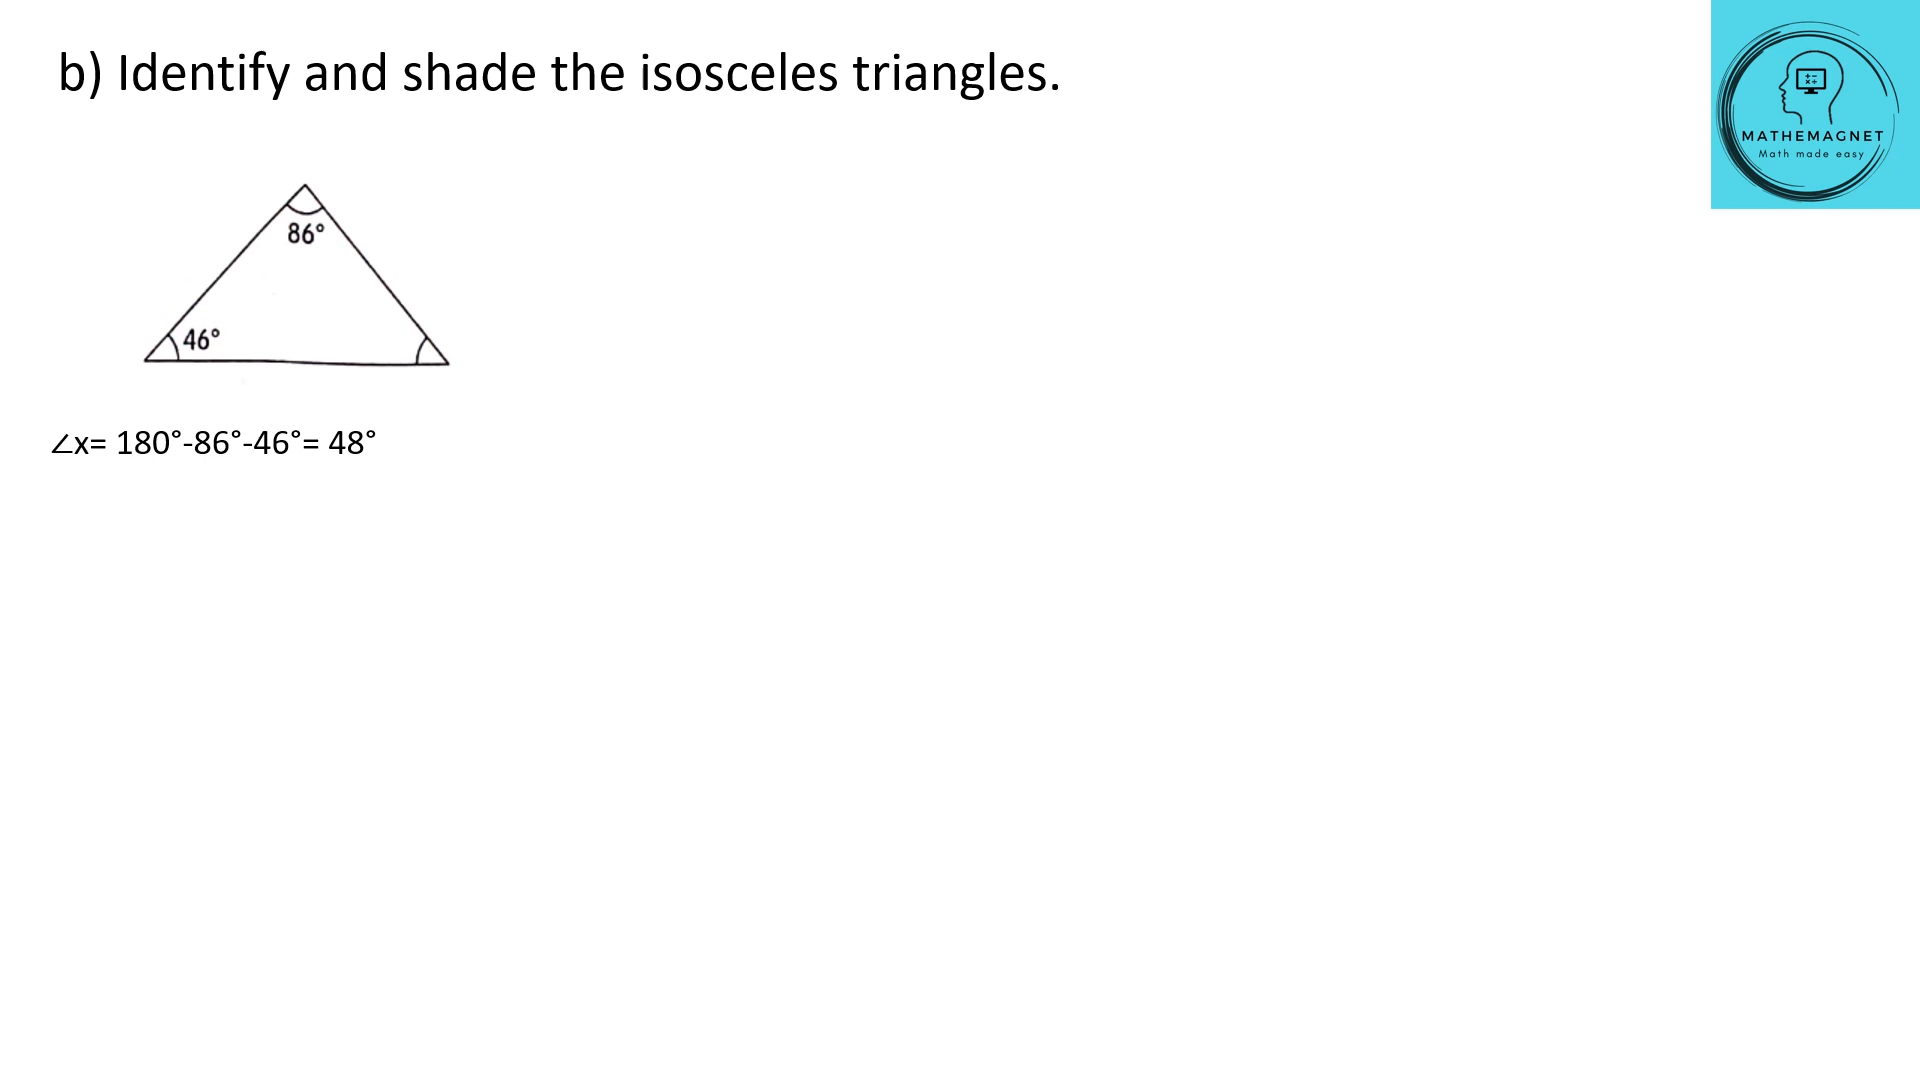 b) Identify and shade the isosceles triangles.
MATHEMAGNET
Math made easy
86°
46°
∠x= 180°-86°-46°= 48°